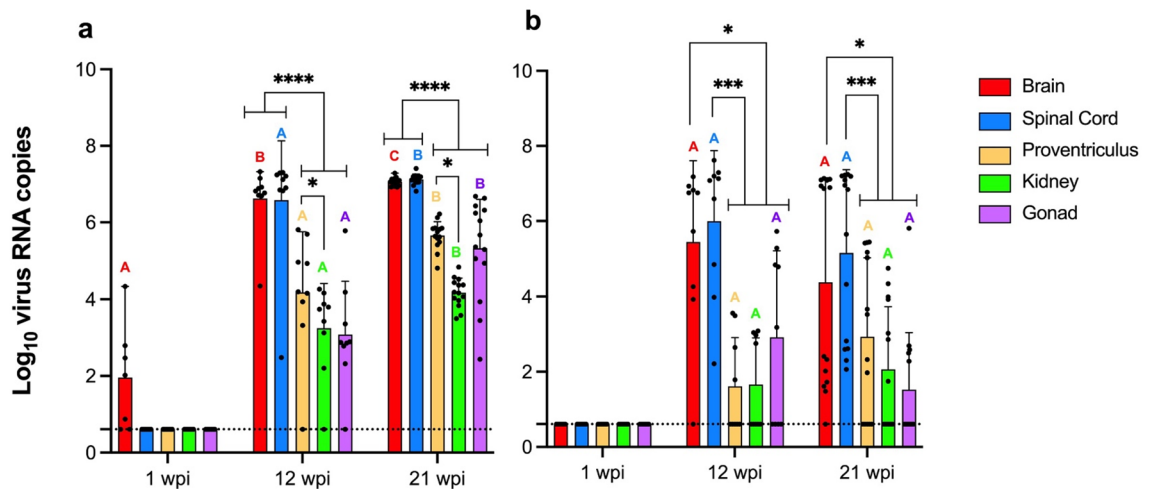 a
b
Log10 virus RNA copies
10
8
6
4
2
0
A
B
A
A
A
A
C
B
B
B
B
****
*
****
*
1 wpi
12 wpi
21 wpi
10
8
6
4
2
0
A
A
A
A
A
A
A
A
A
A
*
***
*
***
1 wpi
12 wpi
21 wpi
Brain
Spinal Cord
Proventriculus
Kidney
Gonad